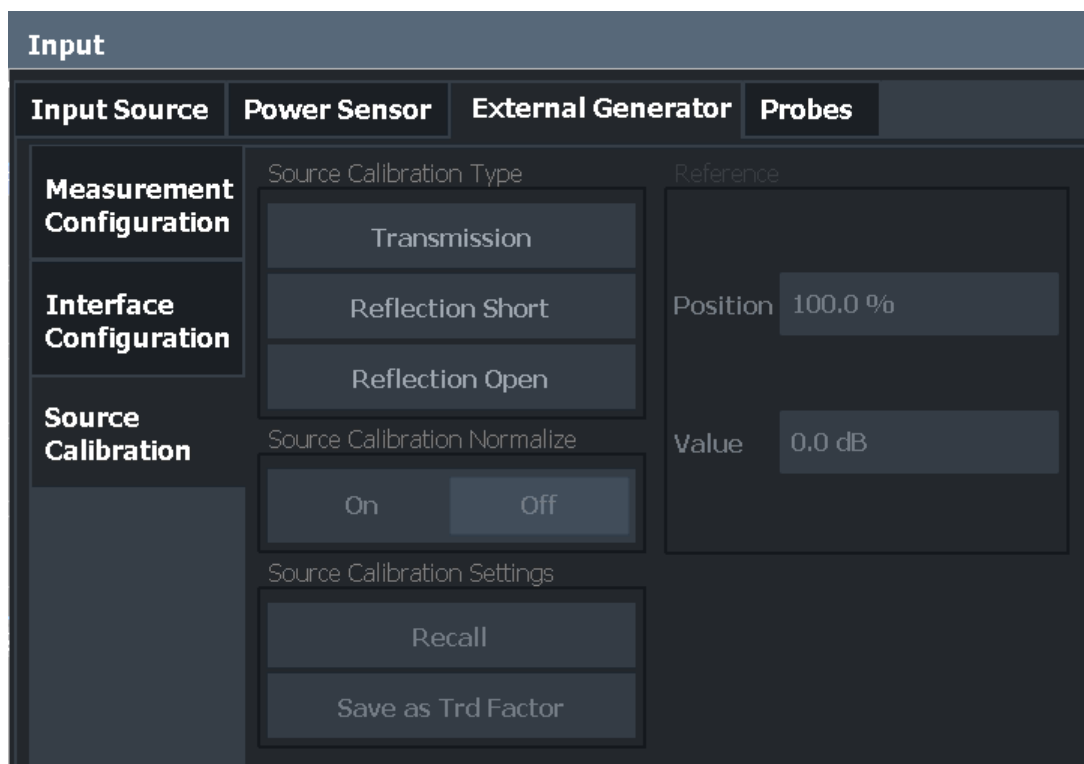 Input
Input Source
Power Sensor
External Generator
Probes
Measurement
Configuration
Interface
Configuration
Source
Calibration
Source Calibration Type
Transmission
Reflection Short
Reflection Open
Source Calibration Normalize
On
Off
Source Calibration Settings
Recall
Save as Trd Factor
Reference
Position
100.0 %
Value
0.0 dB